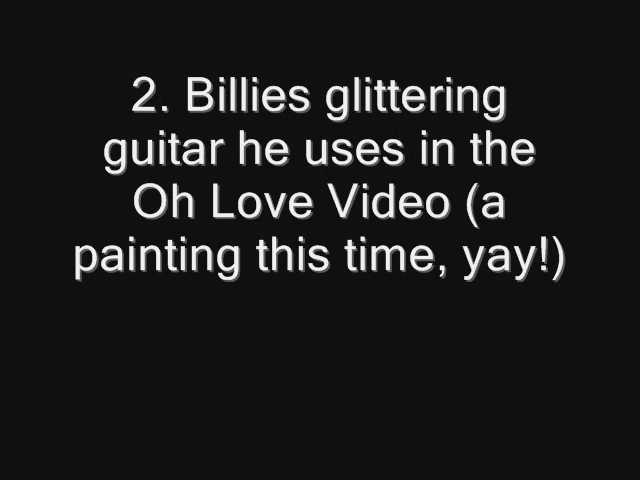 2. Billies glittering
guitar he uses in the
Oh Love Video (a
painting this time, yay!)